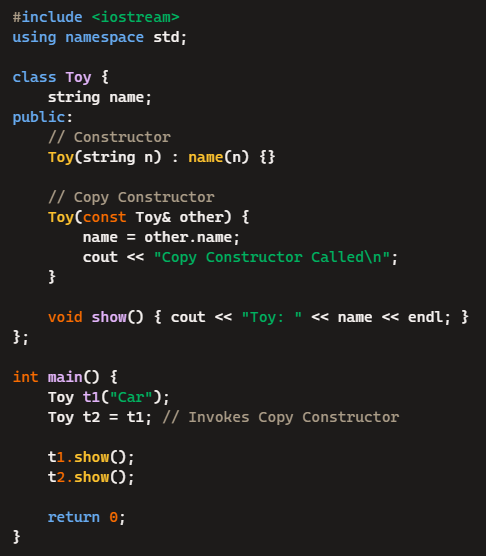 #include <iostream>
using namespace std;

class Toy {
    string name;
public:
    // Constructor
    Toy(string n) : name(n) {}

    // Copy Constructor
    Toy(const Toy& other) {
        name = other.name;
        cout << "Copy Constructor Called\n";
    }

    void show() { cout << "Toy: " << name << endl; }
};

int main() {
    Toy t1("Car");
    Toy t2 = t1; // Invokes Copy Constructor

    t1.show();
    t2.show();

    return 0;
}